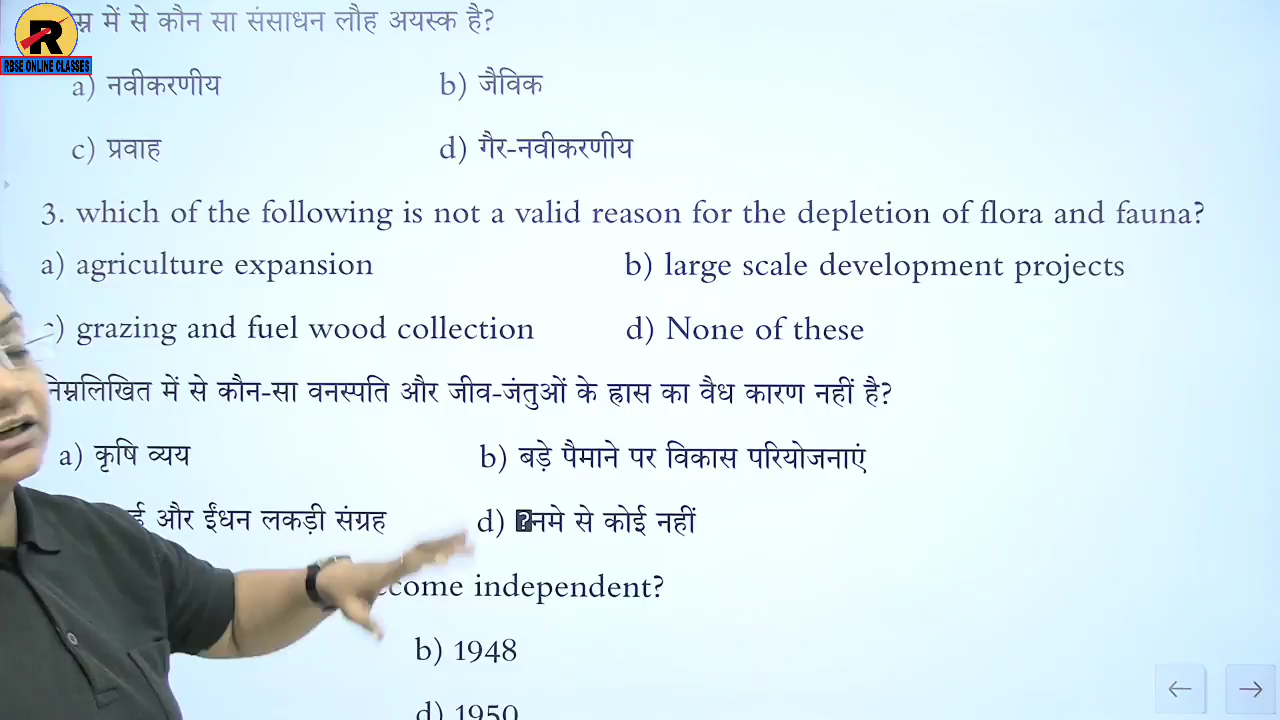 R
RBSE ONLINE CLASSES
में से कौन सा संसाधन लौह अयस्क है?
a) नवीकरणीय b) जैविक
c) प्रवाह d) गैर-नवीकरणीय
3. which of the following is not a valid reason for the depletion of flora and fauna?
a) agriculture expansion b) large scale development projects
c) grazing and fuel wood collection d) None of these
निम्नलिखित में से कौन-सा वनस्पति और जीव-जंतुओं के ह्रास का वैध कारण नहीं है?
a) कृषि व्यय b) बड़े पैमाने पर विकास परियोजनाएं
और ईंधन लकड़ी संग्रह d) से कोई नहीं
independent?
b) 1948
d) 1950